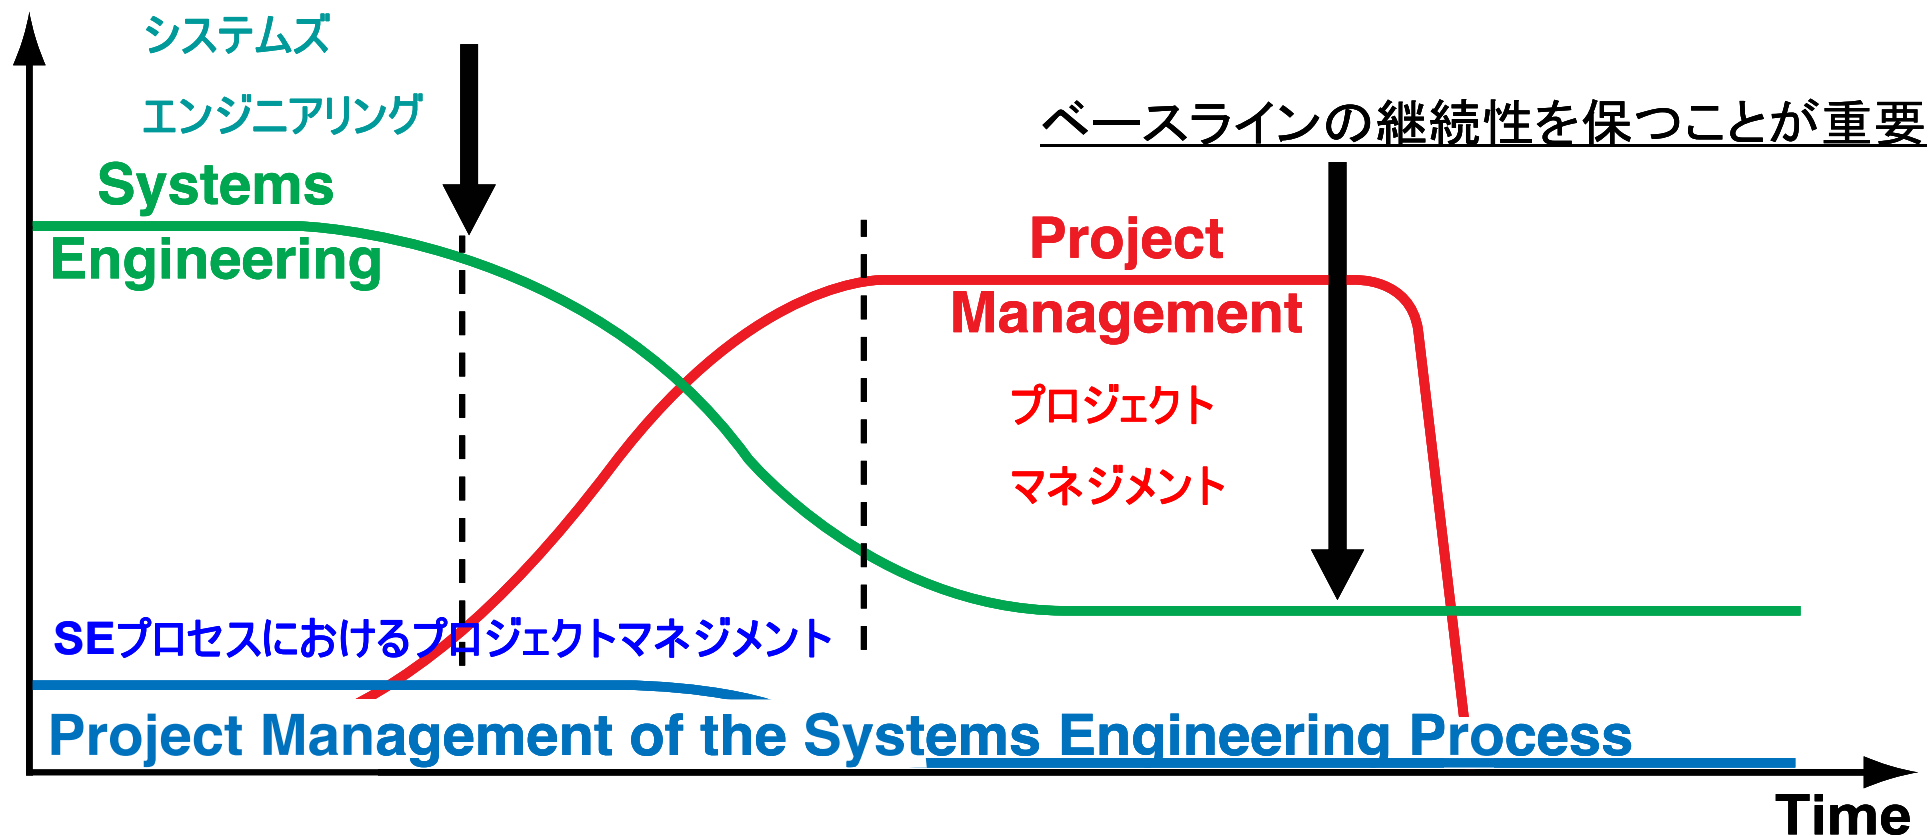 システムズ
エンジニアリング
Systems
Engineering
ベースラインの継続性を保つことが重要
Project
Management
プロジェクト
マネジメント
SEプロセスにおけるプロジェクトマネジメント
Project Management of the Systems Engineering Process
Time